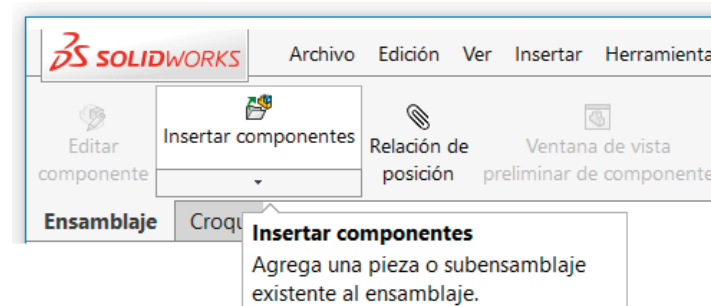 SOLIDWORKS Archivo Edición Ver Insertar Herramienta
Editar componente
Insertar componentes
Relación de posición
Ventana de vista preliminar de componente
Ensamblaje Croqu
Insertar componentes
Agrega una pieza o subensamblaje
existente al ensamblaje.